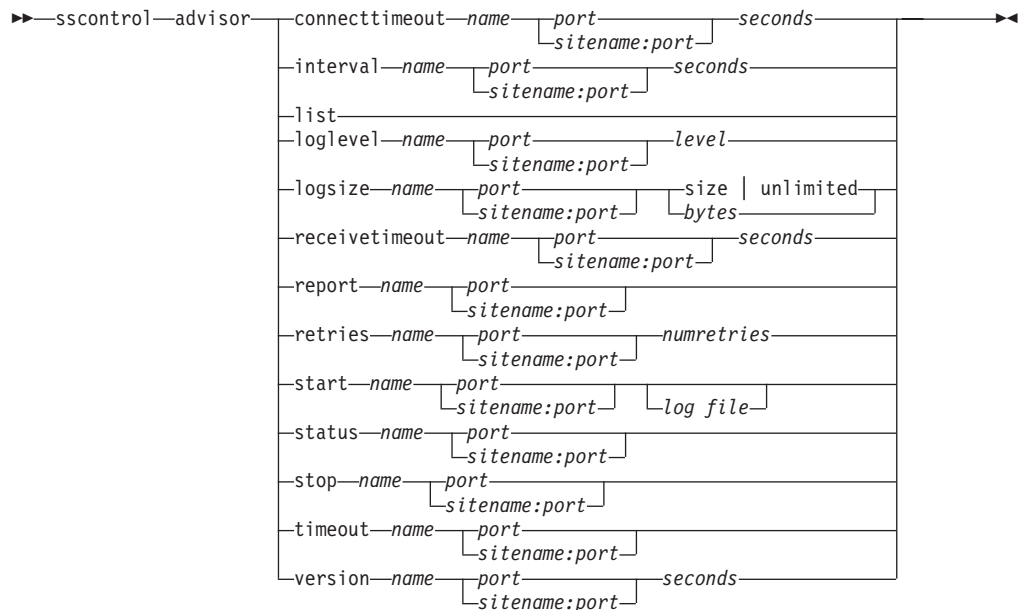 sscontrol advisor connecttimeout name port seconds
sitename:port
interval name port seconds
sitename:port
list
loglevel name port level
sitename:port
logsize name port size | unlimited
sitename:port bytes
receivetimeout name port seconds
sitename:port
report name port
sitename:port
retries name port numretries
sitename:port
start name port
sitename:port log file
status name port
sitename:port
stop name port
sitename:port
timeout name port
sitename:port
version name port seconds
sitename:port